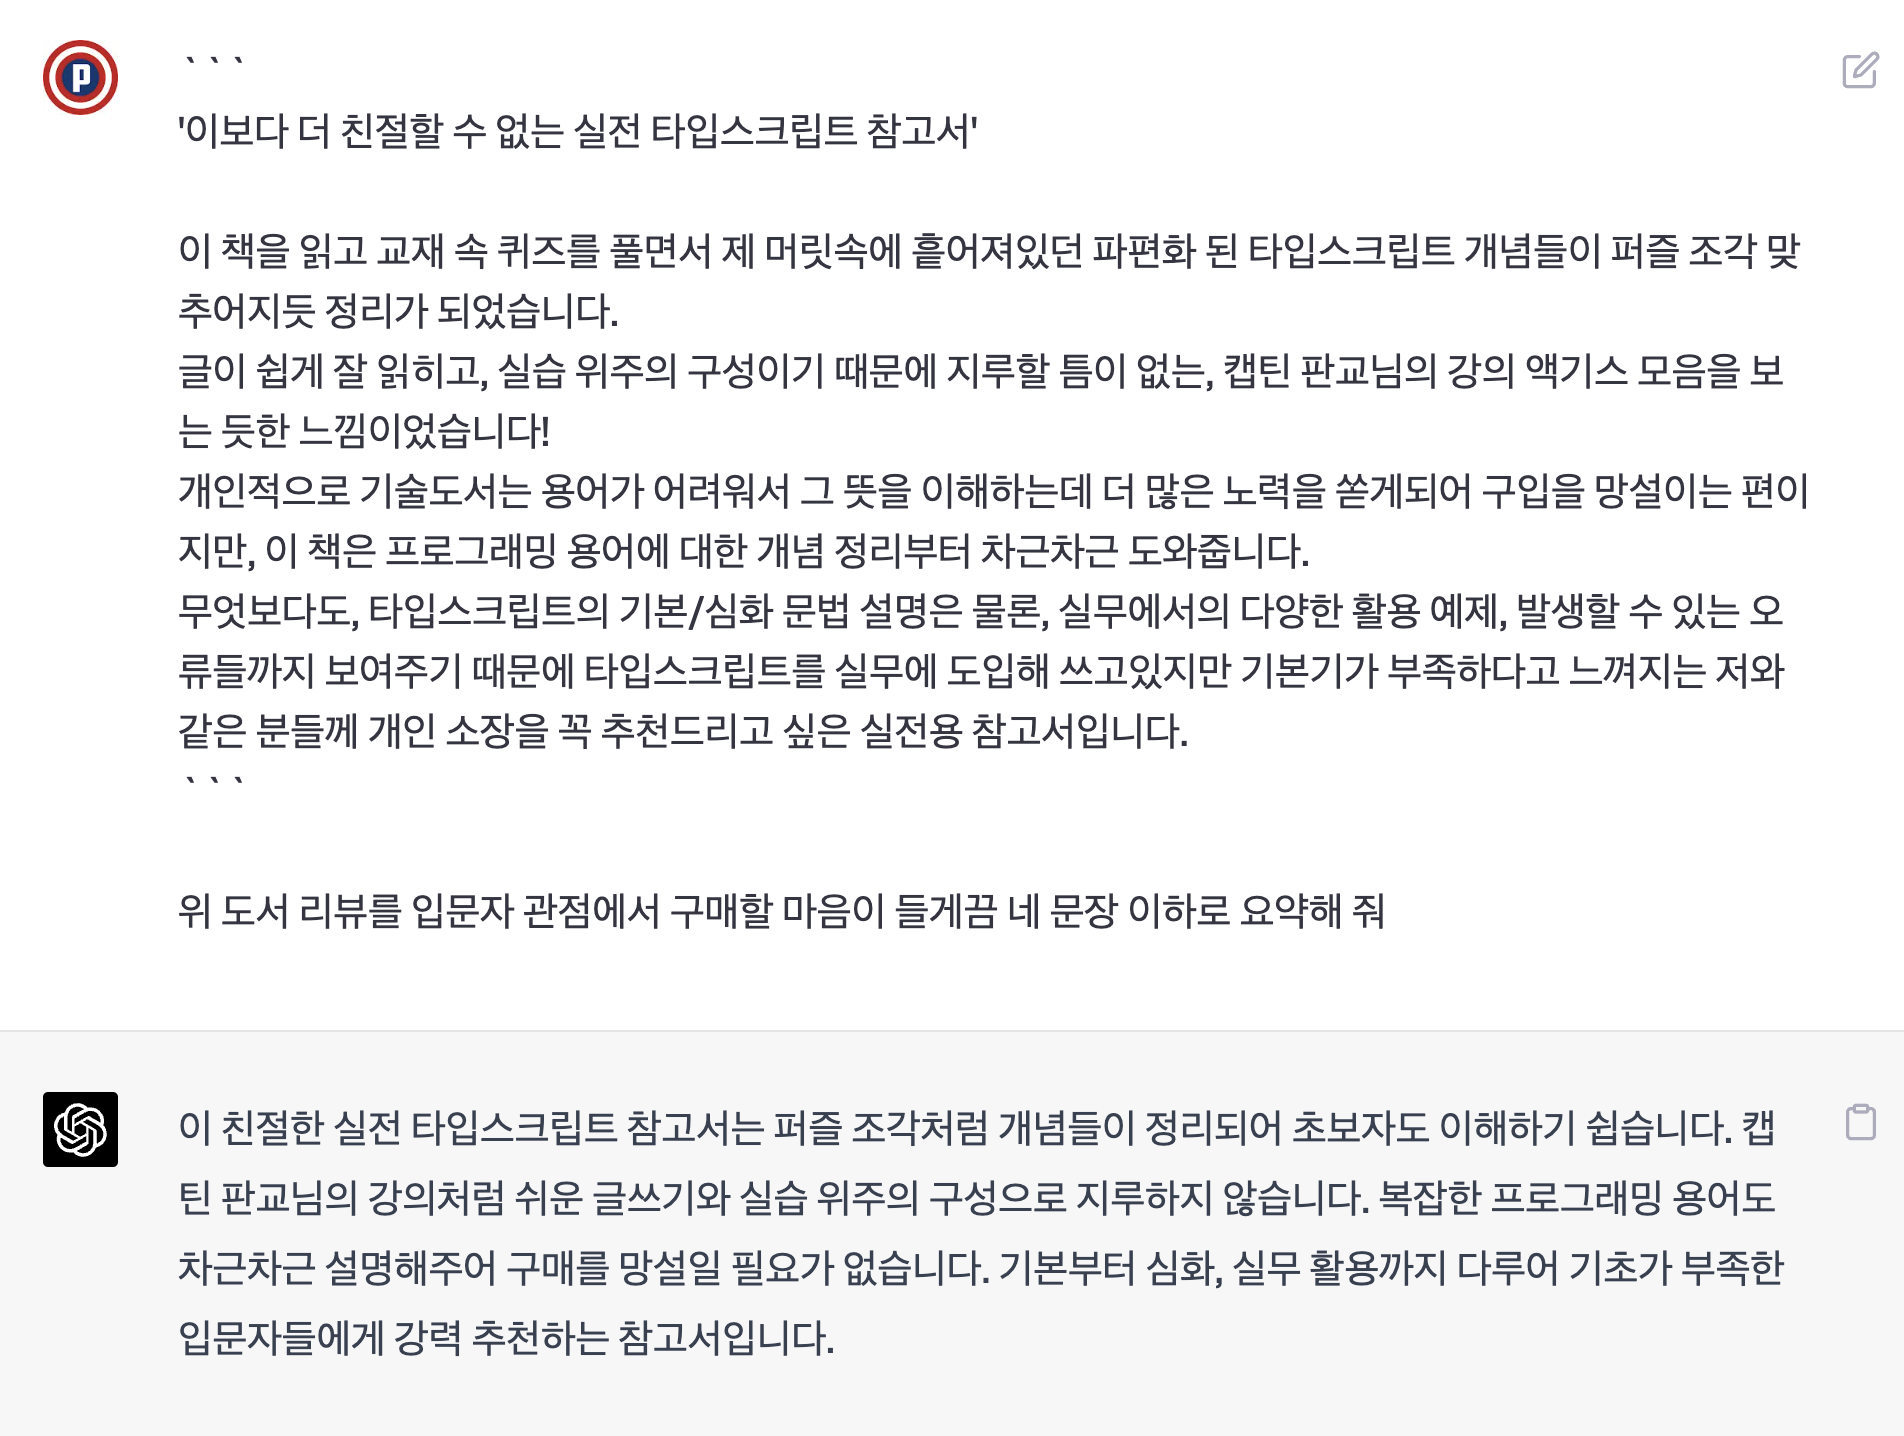 P
```
'이보다 더 친절할 수 없는 실전 타입스크립트 참고서'
이 책을 읽고 교재 속 퀴즈를 풀면서 제 머릿속에 흩어져있던 파편화 된 타입스크립트 개념들이 퍼즐 조각 맞
추어지듯 정리가 되었습니다.
글이 쉽게 잘 읽히고, 실습 위주의 구성이기 때문에 지루할 틈이 없는, 캡틴 판교님의 강의 액기스 모음을 보
는 듯한 느낌이었습니다!
개인적으로 기술도서는 용어가 어려워서 그 뜻을 이해하는데 더 많은 노력을 쏟게되어 구입을 망설이는 편이
지만, 이 책은 프로그래밍 용어에 대한 개념 정리부터 차근차근 도와줍니다.
무엇보다도, 타입스크립트의 기본/심화 문법 설명은 물론, 실무에서의 다양한 활용 예제, 발생할 수 있는 오
류들까지 보여주기 때문에 타입스크립트를 실무에 도입해 쓰고있지만 기본기가 부족하다고 느껴지는 저와
같은 분들께 개인 소장을 꼭 추천드리고 싶은 실전용 참고서입니다.
```
위 도서 리뷰를 입문자 관점에서 구매할 마음이 들게끔 네 문장 이하로 요약해 줘
이 친절한 실전 타입스크립트 참고서는 퍼즐 조각처럼 개념들이 정리되어 초보자도 이해하기 쉽습니다. 캡
틴 판교님의 강의처럼 쉬운 글쓰기와 실습 위주의 구성으로 지루하지 않습니다. 복잡한 프로그래밍 용어도
차근차근 설명해주어 구매를 망설일 필요가 없습니다. 기본부터 심화, 실무 활용까지 다루어 기초가 부족한
입문자들에게 강력 추천하는 참고서입니다.